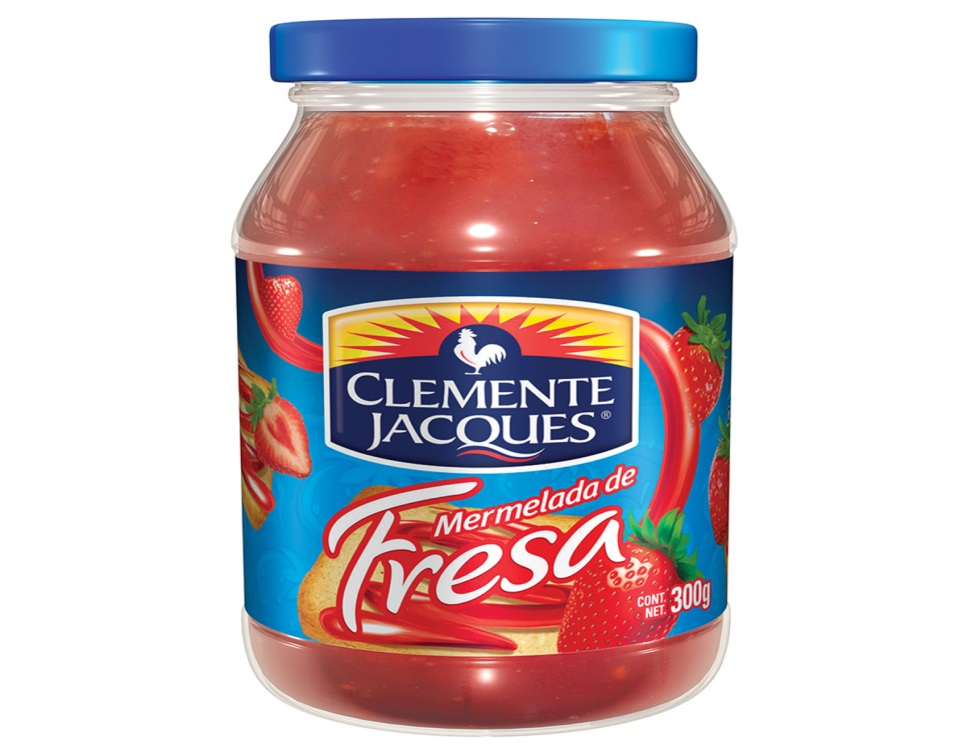 CLEMENTE
JACQUES®
Mermelada de
Fresa
CONT.
NET. 300g